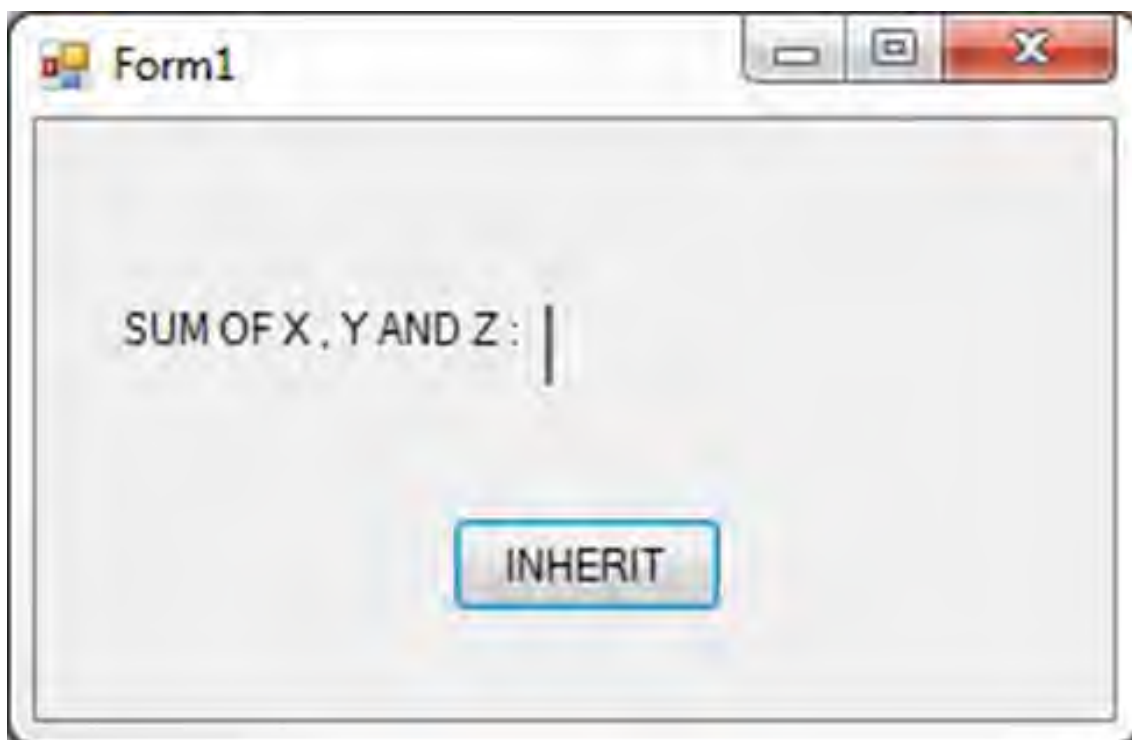 Form1
SUM OF X , Y AND Z :
INHERIT